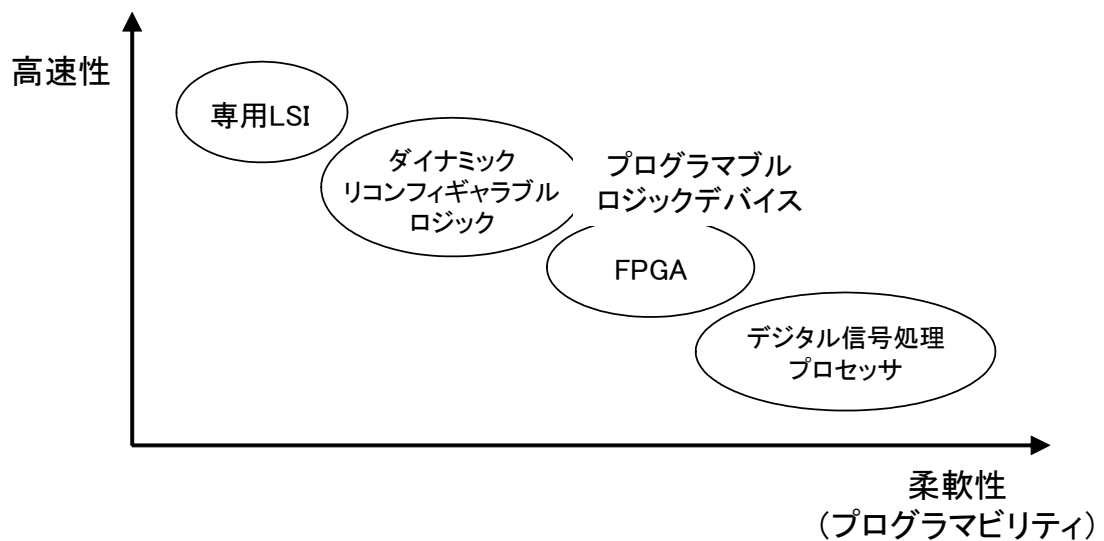 高速性
専用LSI
ダイナミック
リコンフィギャラブル
ロジック
プログラマブル
ロジックデバイス
FPGA
デジタル信号処理
プロセッサ
柔軟性
(プログラマビリティ)